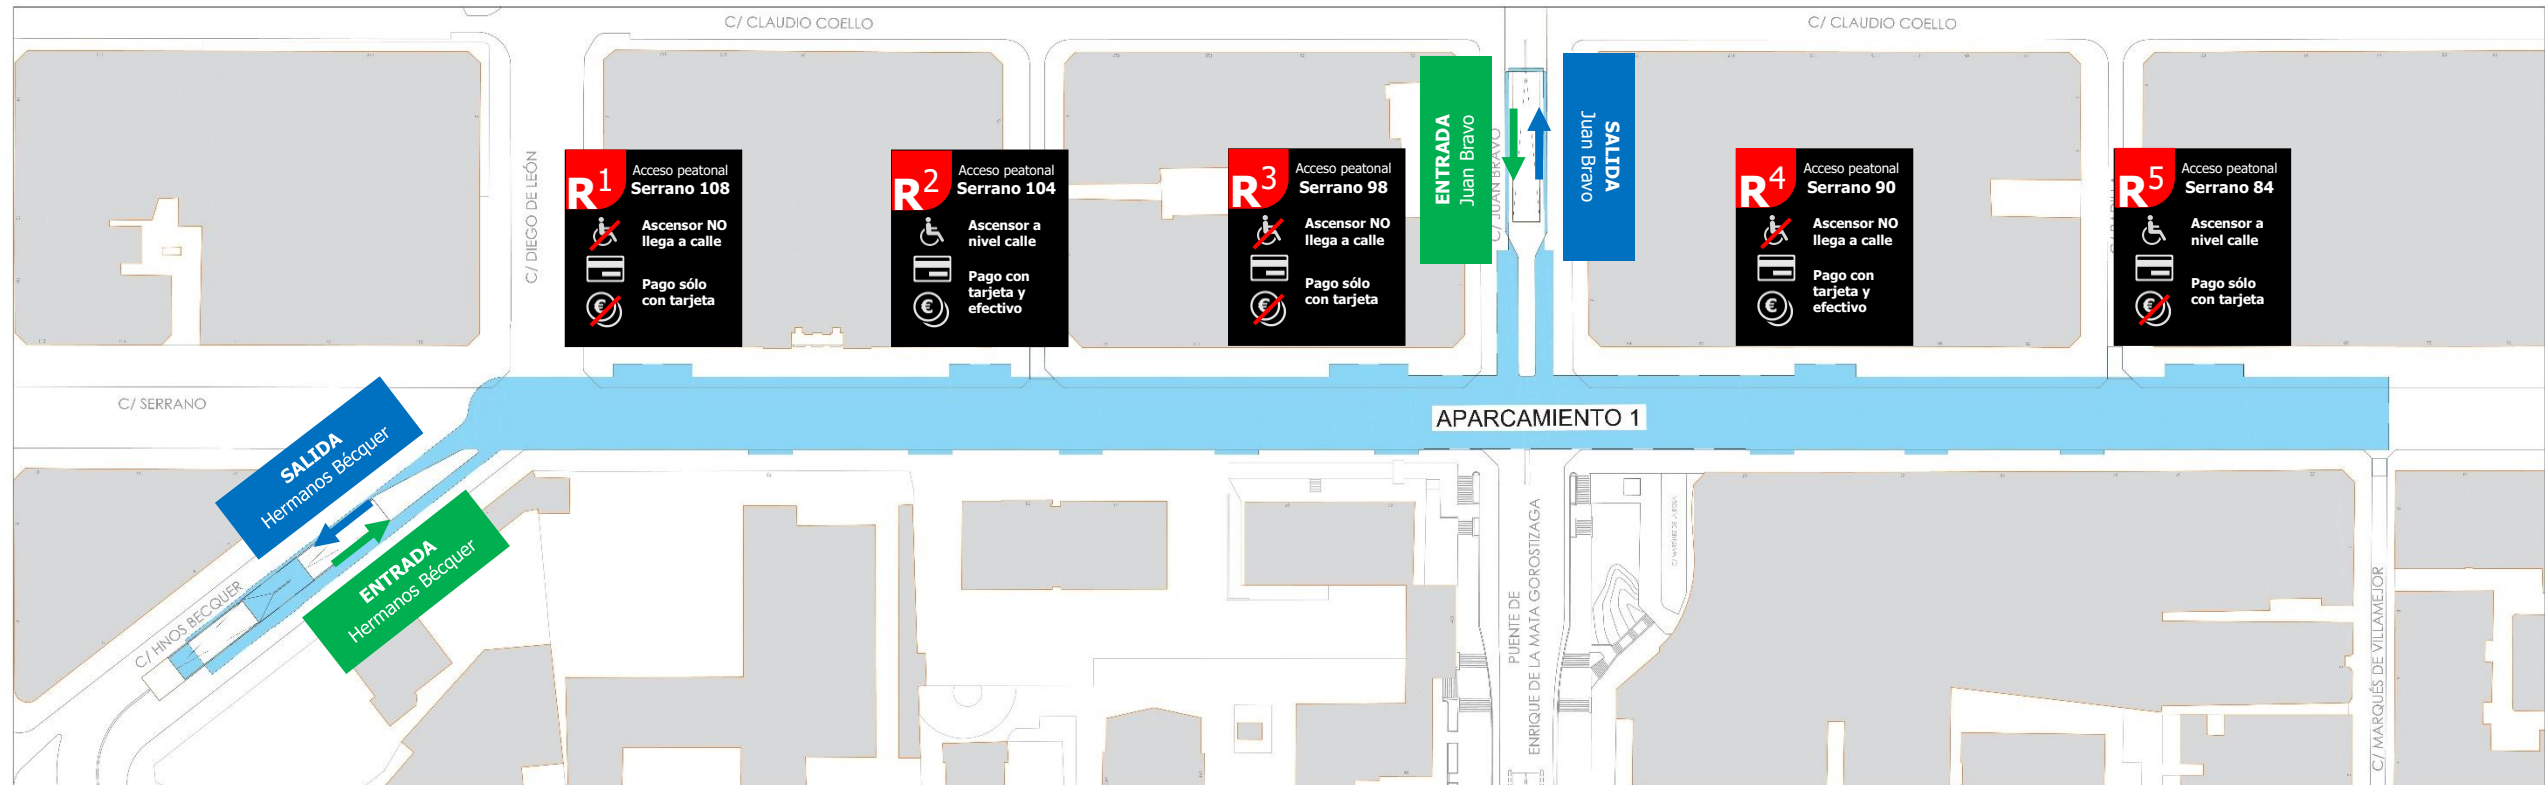 C/ CLAUDIO COELLO
C/ CLAUDIO COELLO
C/ DIEGO DE LEÓN
R1
Acceso peatonal
Serrano 108
Ascensor NO
llega a calle
Pago sólo
con tarjeta
R2
Acceso peatonal
Serrano 104
Ascensor a
nivel calle
Pago con
tarjeta y
efectivo
R3
Acceso peatonal
Serrano 98
Ascensor NO
llega a calle
Pago sólo
con tarjeta
ENTRADA
Juan Bravo
C/ JUAN BRAVO
SALIDA
Juan Bravo
R4
Acceso peatonal
Serrano 90
Ascensor NO
llega a calle
Pago con
tarjeta y
efectivo
R5
Acceso peatonal
Serrano 84
Ascensor a
nivel calle
Pago sólo
con tarjeta
C/ SERRANO
APARCAMIENTO 1
SALIDA
Hermanos Bécquer
ENTRADA
Hermanos Bécquer
C/ HNOS BECQUER
PUENTE DE
ENRIQUE DE LA MATA GOROSTIZAGA
C/ MARQUÉS DE VILLAMEJOR